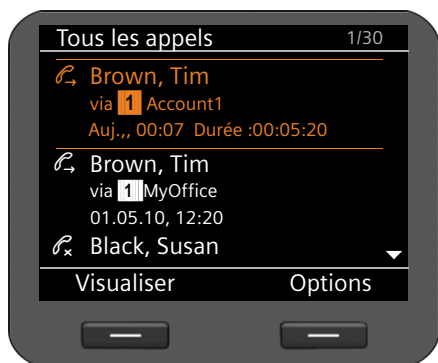 Tous les appels 1/30
Brown, Tim
via 1 Account1
Auj.,, 00:07 Durée :00:05:20
Brown, Tim
via 1 MyOffice
01.05.10, 12:20
Black, Susan
Visualiser Options